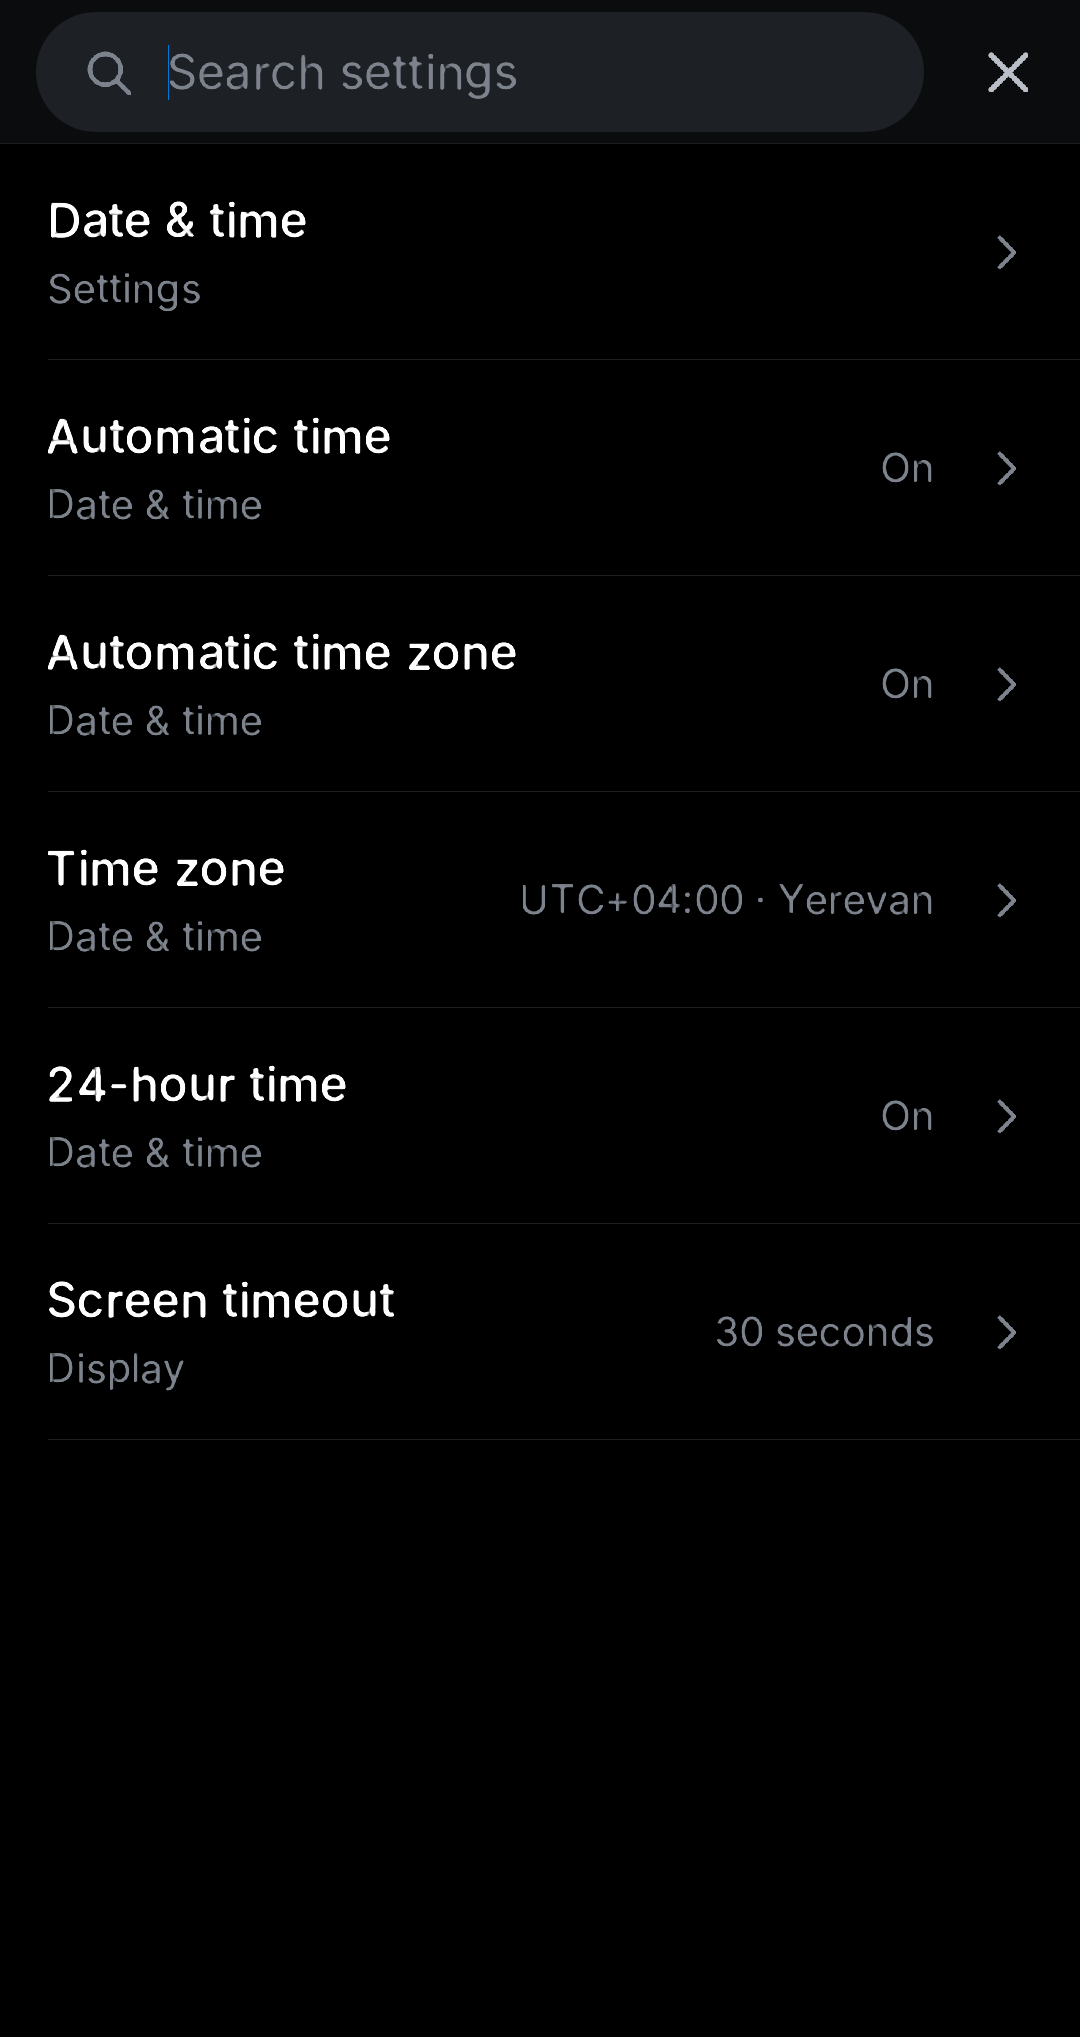 Search settings
Date & time
Settings
Automatic time
Date & time
On
Automatic time zone
Date & time
On
Time zone
Date & time
UTC+04:00 · Yerevan
24-hour time
Date & time
On
Screen timeout
Display
30 seconds